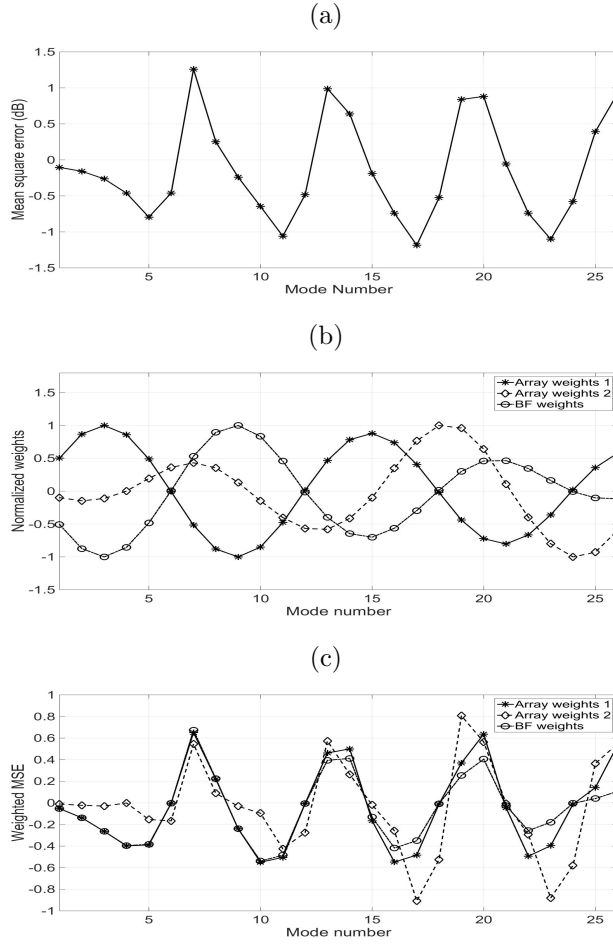 (a)
1.5
1
0.5
0
-0.5
-1
-1.5
Mean square error (dB)
5
10
15
20
25
Mode Number
(b)
1.5
1
0.5
0
-0.5
-1
-1.5
Normalized weights
Array weights 1
Array weights 2
BF weights
5
10
15
20
25
Mode number
(c)
1
0.8
0.6
0.4
0.2
0
-0.2
-0.4
-0.6
-0.8
-1
Weighted MSE
Array weights 1
Array weights 2
BF weights
5
10
15
20
25
Mode number